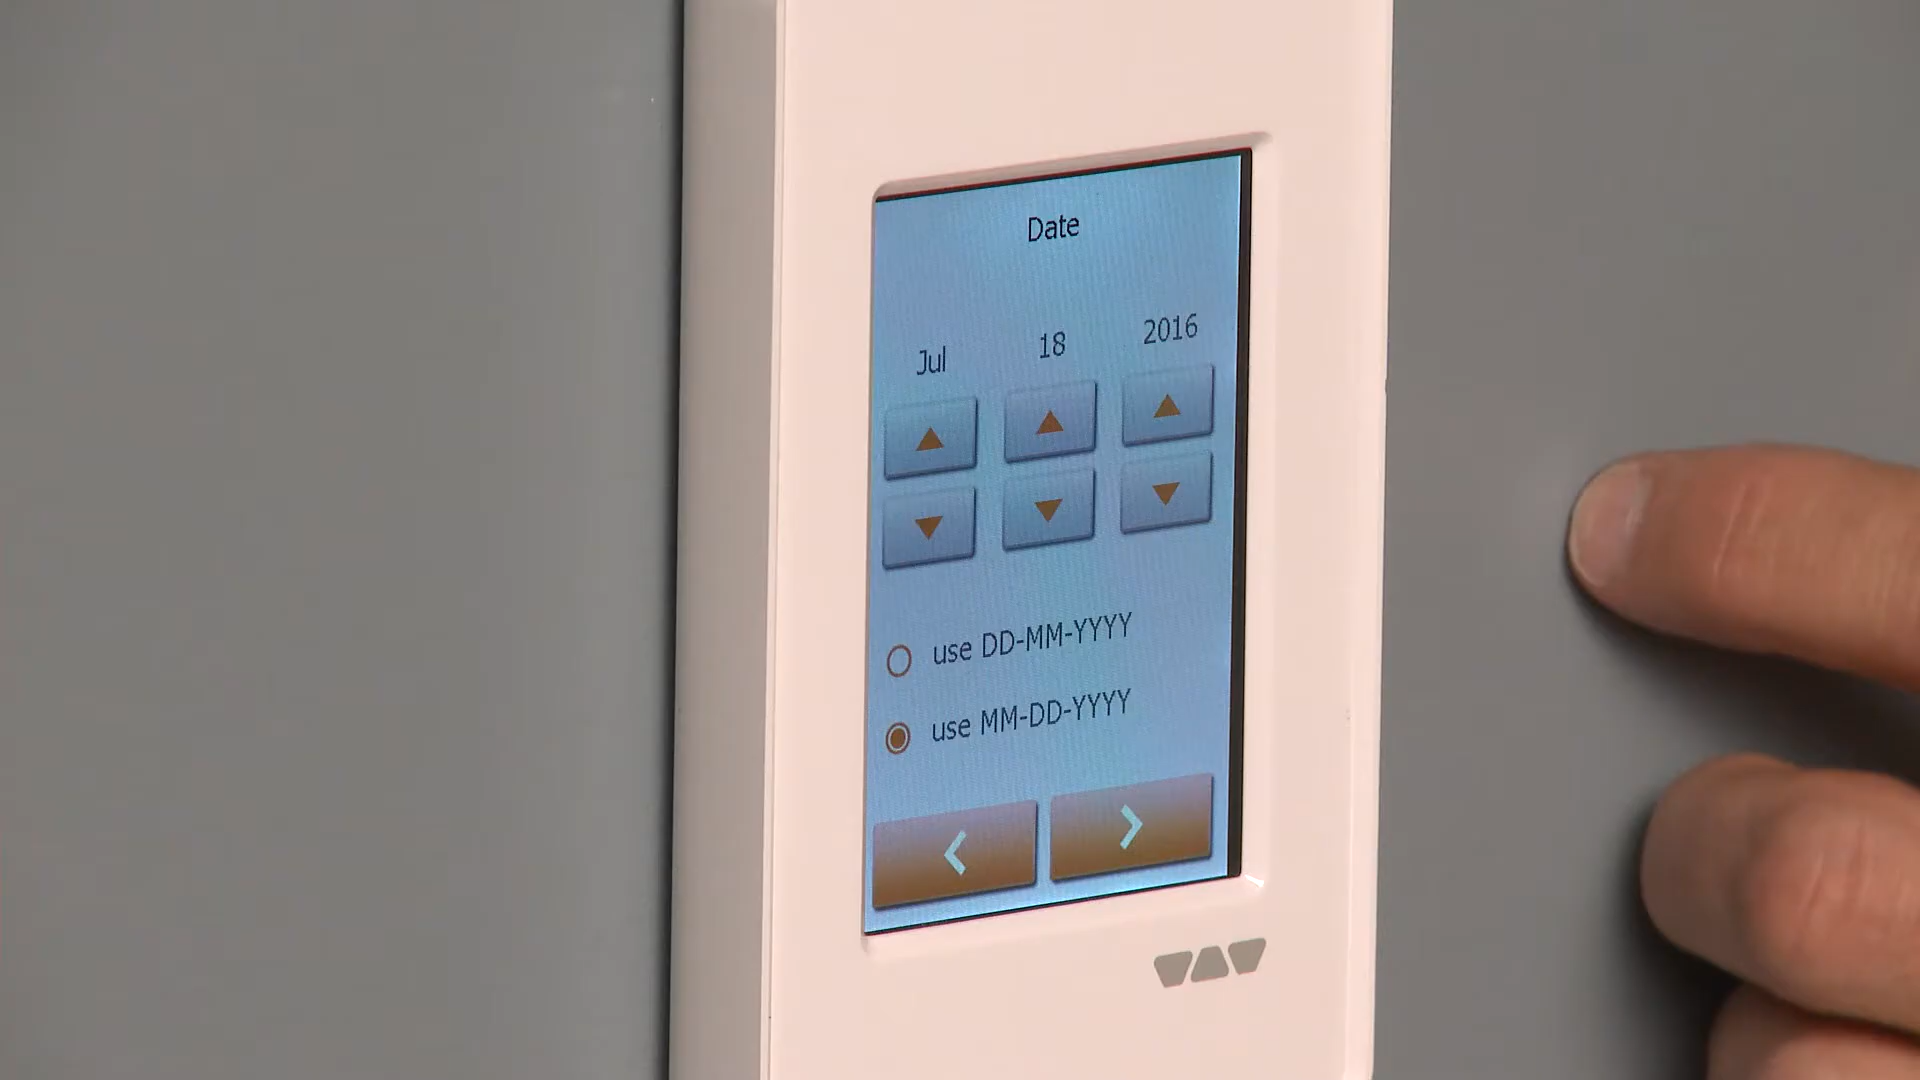 Date
Jul 18 2016
use DD-MM-YYYY
use MM-DD-YYYY